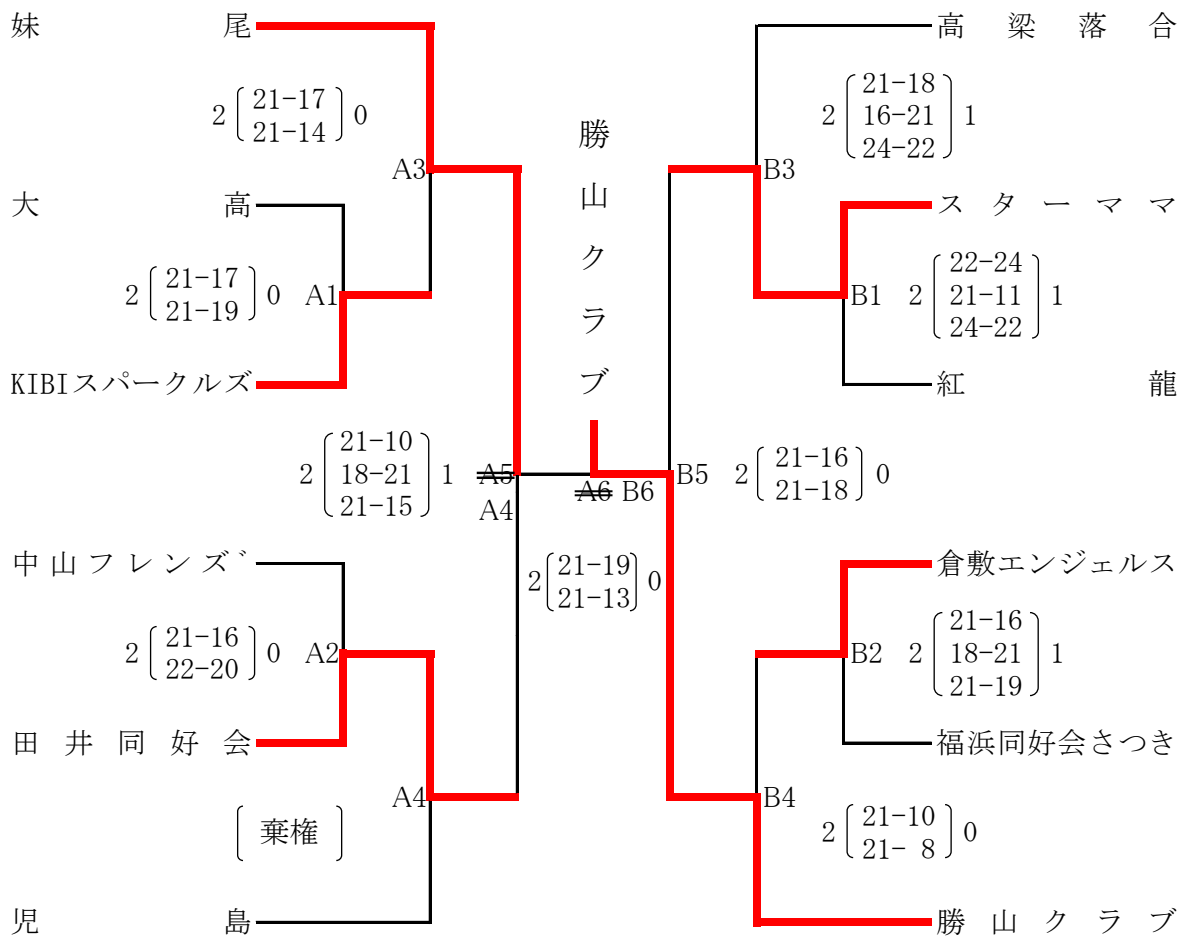 妹尾
2 21-17 0
21-14
A3
大高
2 21-17 0 A1
21-19
KIBIスパークルズ
2 21-10 1 A5
18-21
21-15
A4
中山フレンズ゛
2 21-16 0 A2
22-20
田井同好会
A4
棄権
児島
勝山クラブ
A6 B6
2 21-19 0
21-13
高梁落合
2 21-18 1
16-21
24-22
B3
スターママ
B1 2 22-24 1
21-11
24-22
紅龍
B5 2 21-16 0
21-18
倉敷エンジェルス
B2 2 21-16 1
18-21
21-19
福浜同好会さつき
B4
2 21-10 0
21- 8
勝山クラブ